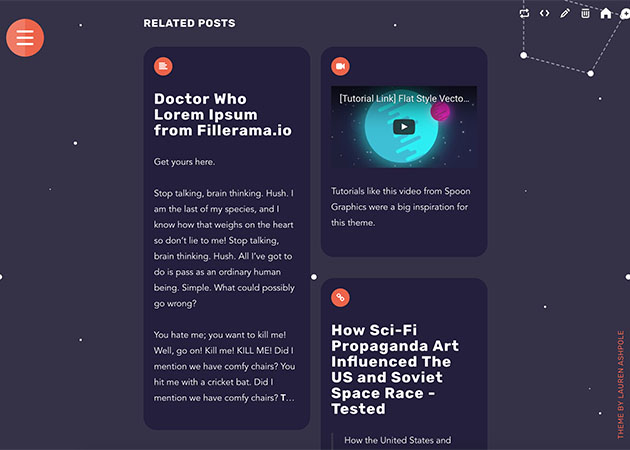 RELATED POSTS
Doctor Who
Lorem Ipsum
from Fillerama.io
Get yours here.
Stop talking, brain thinking. Hush. I
am the last of my species, and I
know how that weighs on the heart
so don't lie to me! Stop talking,
brain thinking. Hush. All I've got to
do is pass as an ordinary human
being. Simple. What could possibly
go wrong?
You hate me; you want to kill me!
Well, go on! Kill me! KILL ME! Did I
mention we have comfy chairs? You
hit me with a cricket bat. Did I
mention we have comfy chairs? T...
[Tutorial Link] Flat Style Vecto...
Tutorials like this video from Spoon
Graphics were a big inspiration for
this theme.
How Sci-Fi
Propaganda Art
Influenced The
US and Soviet
Space Race -
Tested
How the United States and
THEME BY LAUREN ASHPOLE